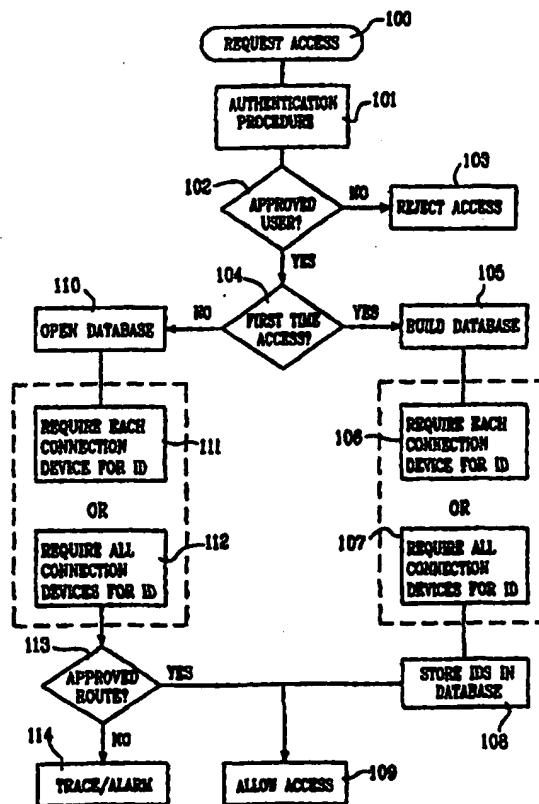 100
REQUEST ACCESS
AUTHENTICATION
PROCEDURE
101
102
APPROVED
USER?
NO
103
REJECT ACCESS
YES
104
FIRST TIME
ACCESS?
NO
YES
110
OPEN DATABASE
105
BUILD DATABASE
REQUIRE EACH
CONNECTION
DEVICE FOR ID
111
OR
REQUIRE ALL
CONNECTION
DEVICES FOR ID
112
106
REQUIRE EACH
CONNECTION
DEVICE FOR ID
OR
107
REQUIRE ALL
CONNECTION
DEVICES FOR ID
113
APPROVED
ROUTE?
YES
NO
STORE IDS IN
DATABASE
108
114
TRACE/ALARM
ALLOW ACCESS
109